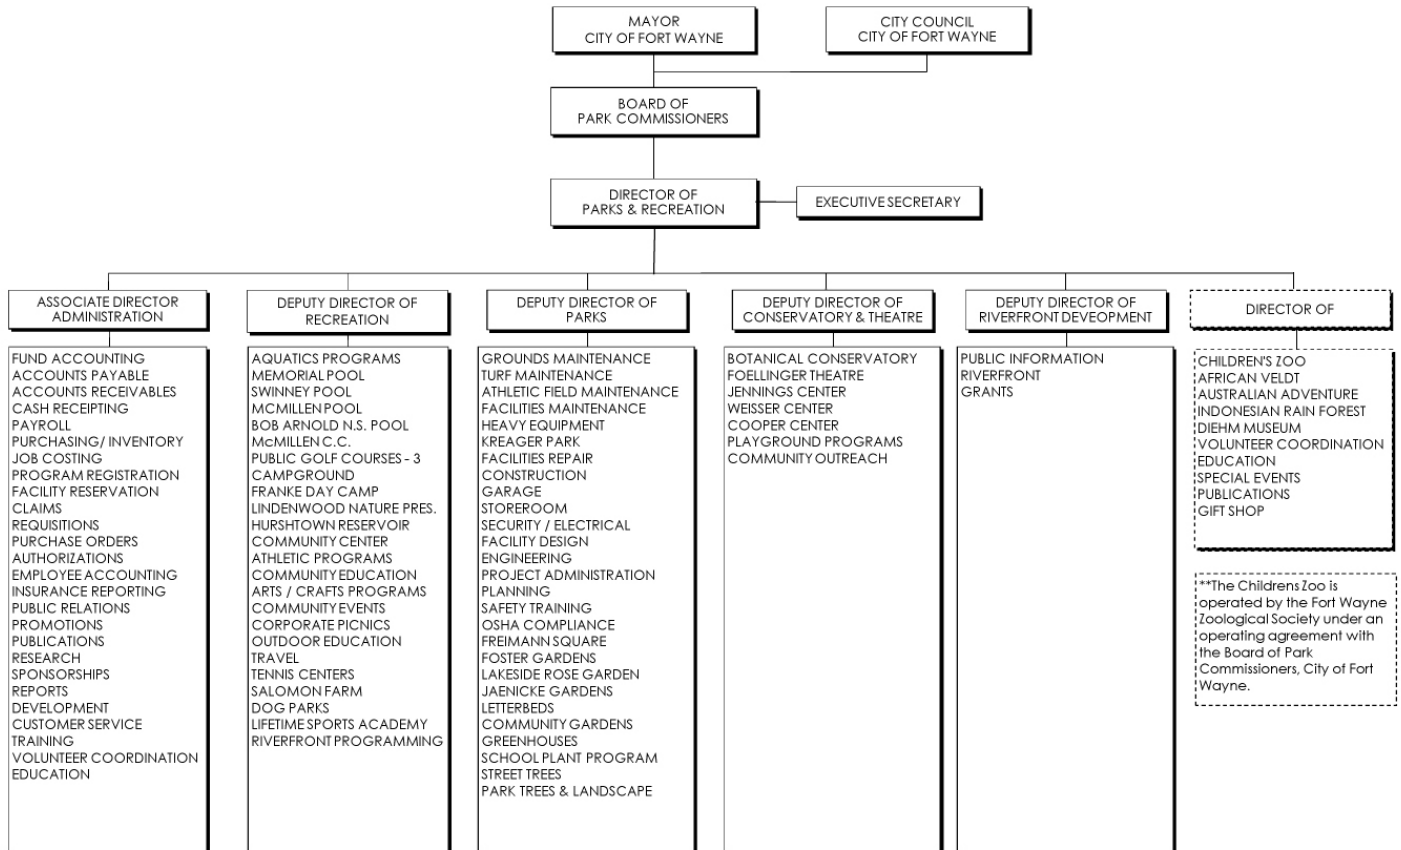 MAYOR
CITY OF FORT WAYNE
CITY COUNCIL
CITY OF FORT WAYNE
BOARD OF
PARK COMMISSIONERS
DIRECTOR OF
PARKS & RECREATION
EXECUTIVE SECRETARY
ASSOCIATE DIRECTOR
ADMINISTRATION
FUND ACCOUNTING
ACCOUNTS PAYABLE
ACCOUNTS RECEIVABLES
CASH RECEIPTING
PAYROLL
PURCHASING/ INVENTORY
JOB COSTING
PROGRAM REGISTRATION
FACILITY RESERVATION
CLAIMS
REQUISITIONS
PURCHASE ORDERS
AUTHORIZATIONS
EMPLOYEE ACCOUNTING
INSURANCE REPORTING
PUBLIC RELATIONS
PROMOTIONS
PUBLICATIONS
RESEARCH
SPONSORSHIPS
REPORTS
DEVELOPMENT
CUSTOMER SERVICE
TRAINING
VOLUNTEER COORDINATION
EDUCATION
DEPUTY DIRECTOR OF
RECREATION
AQUATICS PROGRAMS
MEMORIAL POOL
SWINNEY POOL
MCMILLEN POOL
BOB ARNOLD N.S. POOL
McMILLEN C.C.
PUBLIC GOLF COURSES - 3
CAMPGROUND
FRANKE DAY CAMP
LINDENWOOD NATURE PRES.
HURSHTOWN RESERVOIR
COMMUNITY CENTER
ATHLETIC PROGRAMS
COMMUNITY EDUCATION
ARTS / CRAFTS PROGRAMS
COMMUNITY EVENTS
CORPORATE PICNICS
OUTDOOR EDUCATION
TRAVEL
TENNIS CENTERS
SALOMON FARM
DOG PARKS
LIFETIME SPORTS ACADEMY
RIVERFRONT PROGRAMMING
DEPUTY DIRECTOR OF
PARKS
GROUNDS MAINTENANCE
TURF MAINTENANCE
ATHLETIC FIELD MAINTENANCE
FACILITIES MAINTENANCE
HEAVY EQUIPMENT
KREAGER PARK
FACILITIES REPAIR
CONSTRUCTION
GARAGE
STOREROOM
SECURITY / ELECTRICAL
FACILITY DESIGN
ENGINEERING
PROJECT ADMINISTRATION
PLANNING
SAFETY TRAINING
OSHA COMPLIANCE
FREIMANN SQUARE
FOSTER GARDENS
LAKESIDE ROSE GARDEN
JAENICKE GARDENS
LETTERBEDS
COMMUNITY GARDENS
GREENHOUSES
SCHOOL PLANT PROGRAM
STREET TREES
PARK TREES & LANDSCAPE
DEPUTY DIRECTOR OF
CONSERVATORY & THEATRE
BOTANICAL CONSERVATORY
FOELLINGER THEATRE
JENNINGS CENTER
WEISSER CENTER
COOPER CENTER
PLAYGROUND PROGRAMS
COMMUNITY OUTREACH
DEPUTY DIRECTOR OF
RIVERFRONT DEVEOPMENT
PUBLIC INFORMATION
RIVERFRONT
GRANTS
DIRECTOR OF
CHILDREN'S ZOO
AFRICAN VELDT
AUSTRALIAN ADVENTURE
INDONESIAN RAIN FOREST
DIEHM MUSEUM
VOLUNTEER COORDINATION
EDUCATION
SPECIAL EVENTS
PUBLICATIONS
GIFT SHOP
**The Childrens Zoo is
operated by the Fort Wayne
Zoological Society under an
operating agreement with
the Board of Park
Commissioners, City of Fort
Wayne.